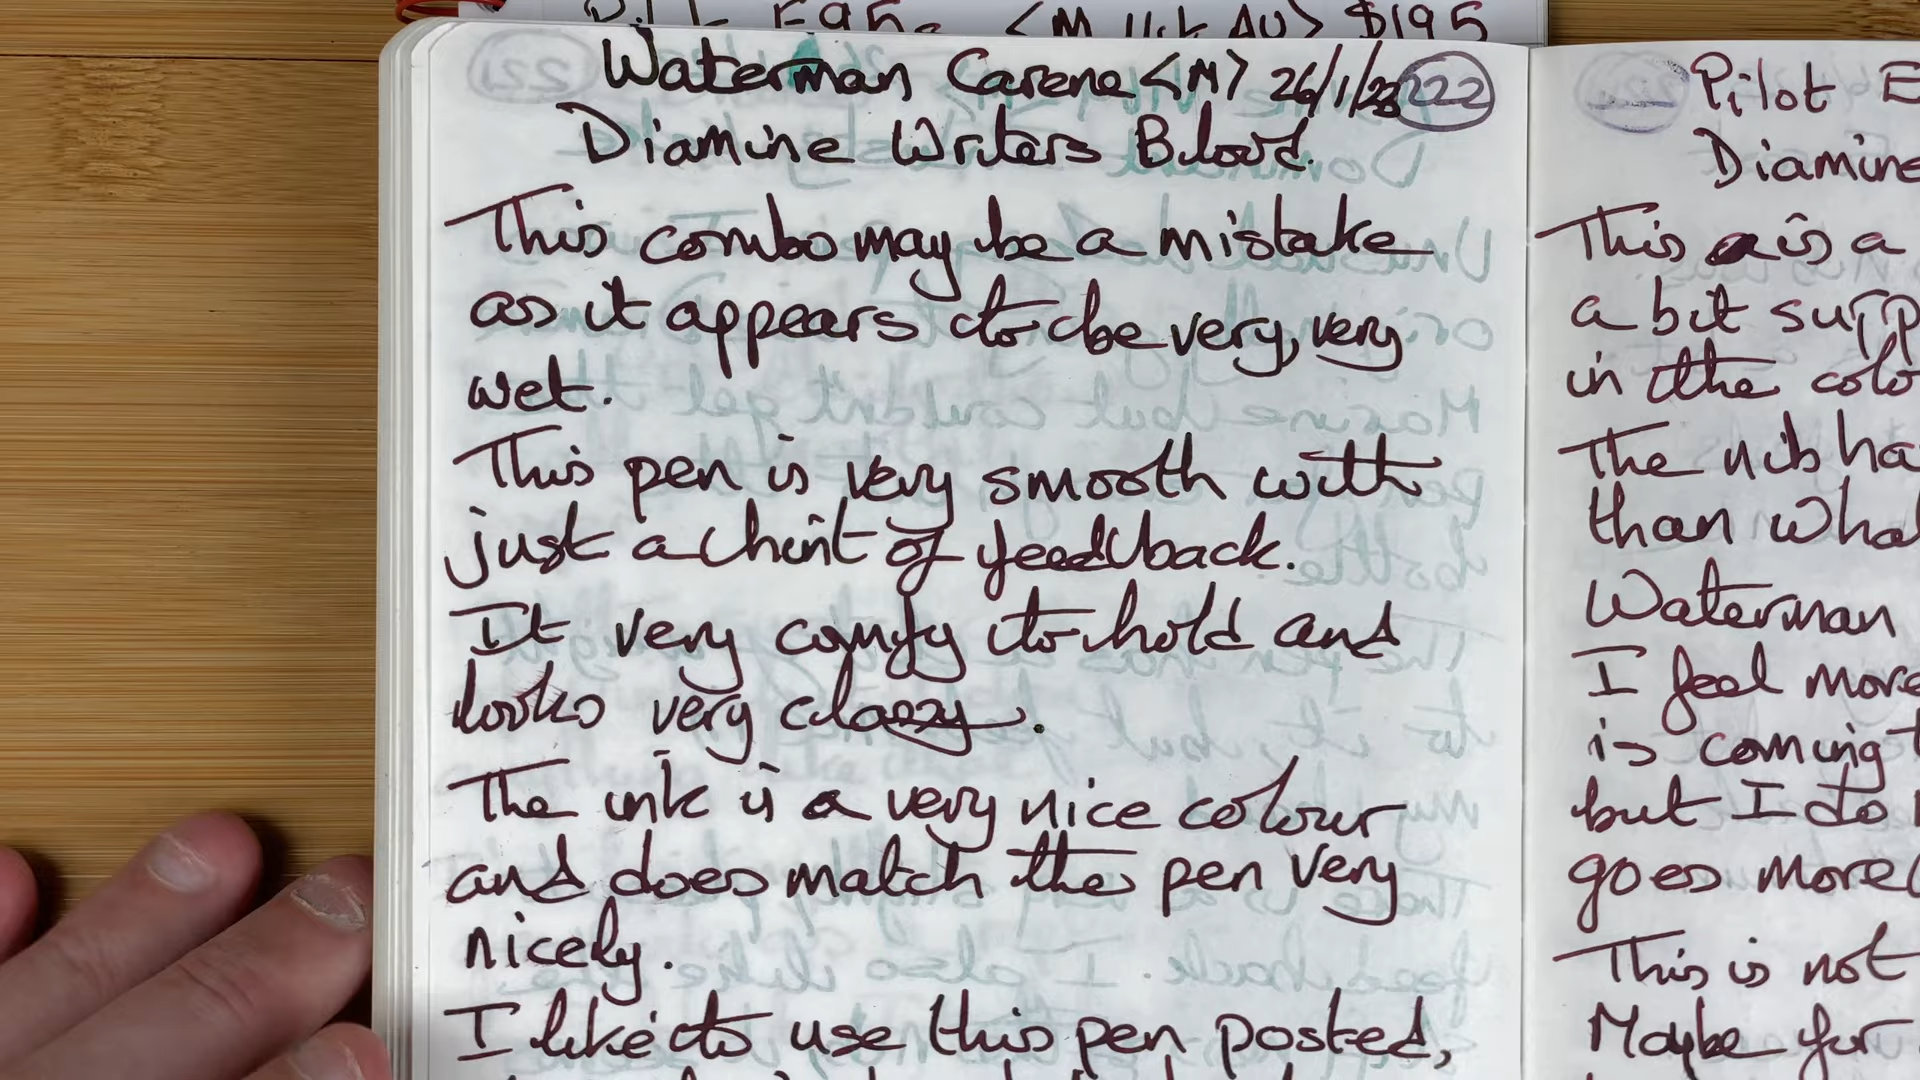 <M Nib AU> $195
Waterman Carene <M> 26/1/23 222
Diamine Writers Blood.
This combo may be a mistake
as it appears to be very, very
wet.
This pen is very smooth with
just a hint of feedback.
It very comfy to hold and
looks very classy.
The ink is a very nice colour
and does match the pen very
nicely.
I like to use this pen posted,
Pilot E
Diamine
This is a
a bit surp
in the colo
The nib ha
than wha
Waterman
I feel more
is coming t
but I do
goes more
This is not
Maybe for